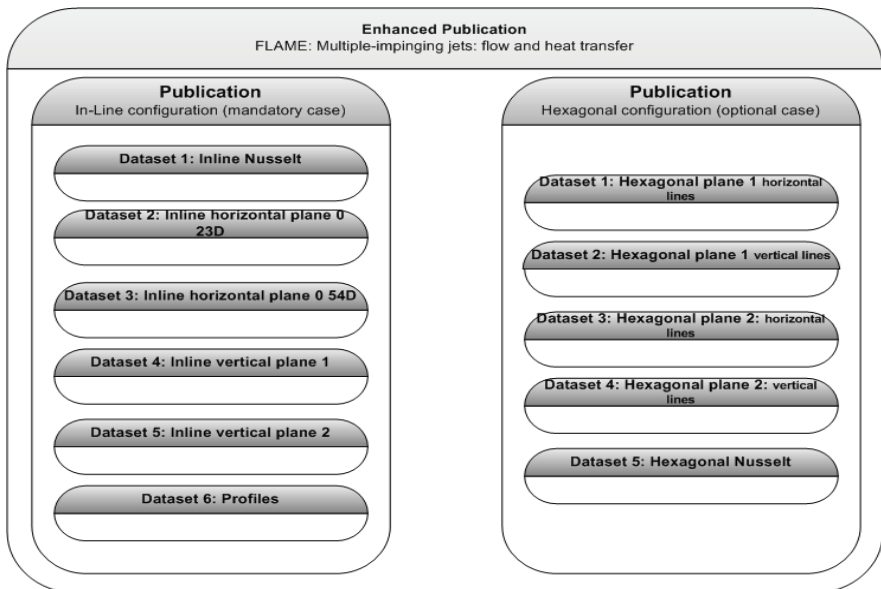 Enhanced Publication
FLAME: Multiple-impinging jets: flow and heat transfer
Publication
In-Line configuration (mandatory case)
Dataset 1: Inline Nusselt
Dataset 2: Inline horizontal plane 0
23D
Dataset 3: Inline horizontal plane 0 54D
Dataset 4: Inline vertical plane 1
Dataset 5: Inline vertical plane 2
Dataset 6: Profiles
Publication
Hexagonal configuration (optional case)
Dataset 1: Hexagonal plane 1 horizontal
lines
Dataset 2: Hexagonal plane 1 vertical lines
Dataset 3: Hexagonal plane 2: horizontal
lines
Dataset 4: Hexagonal plane 2: vertical
lines
Dataset 5: Hexagonal Nusselt